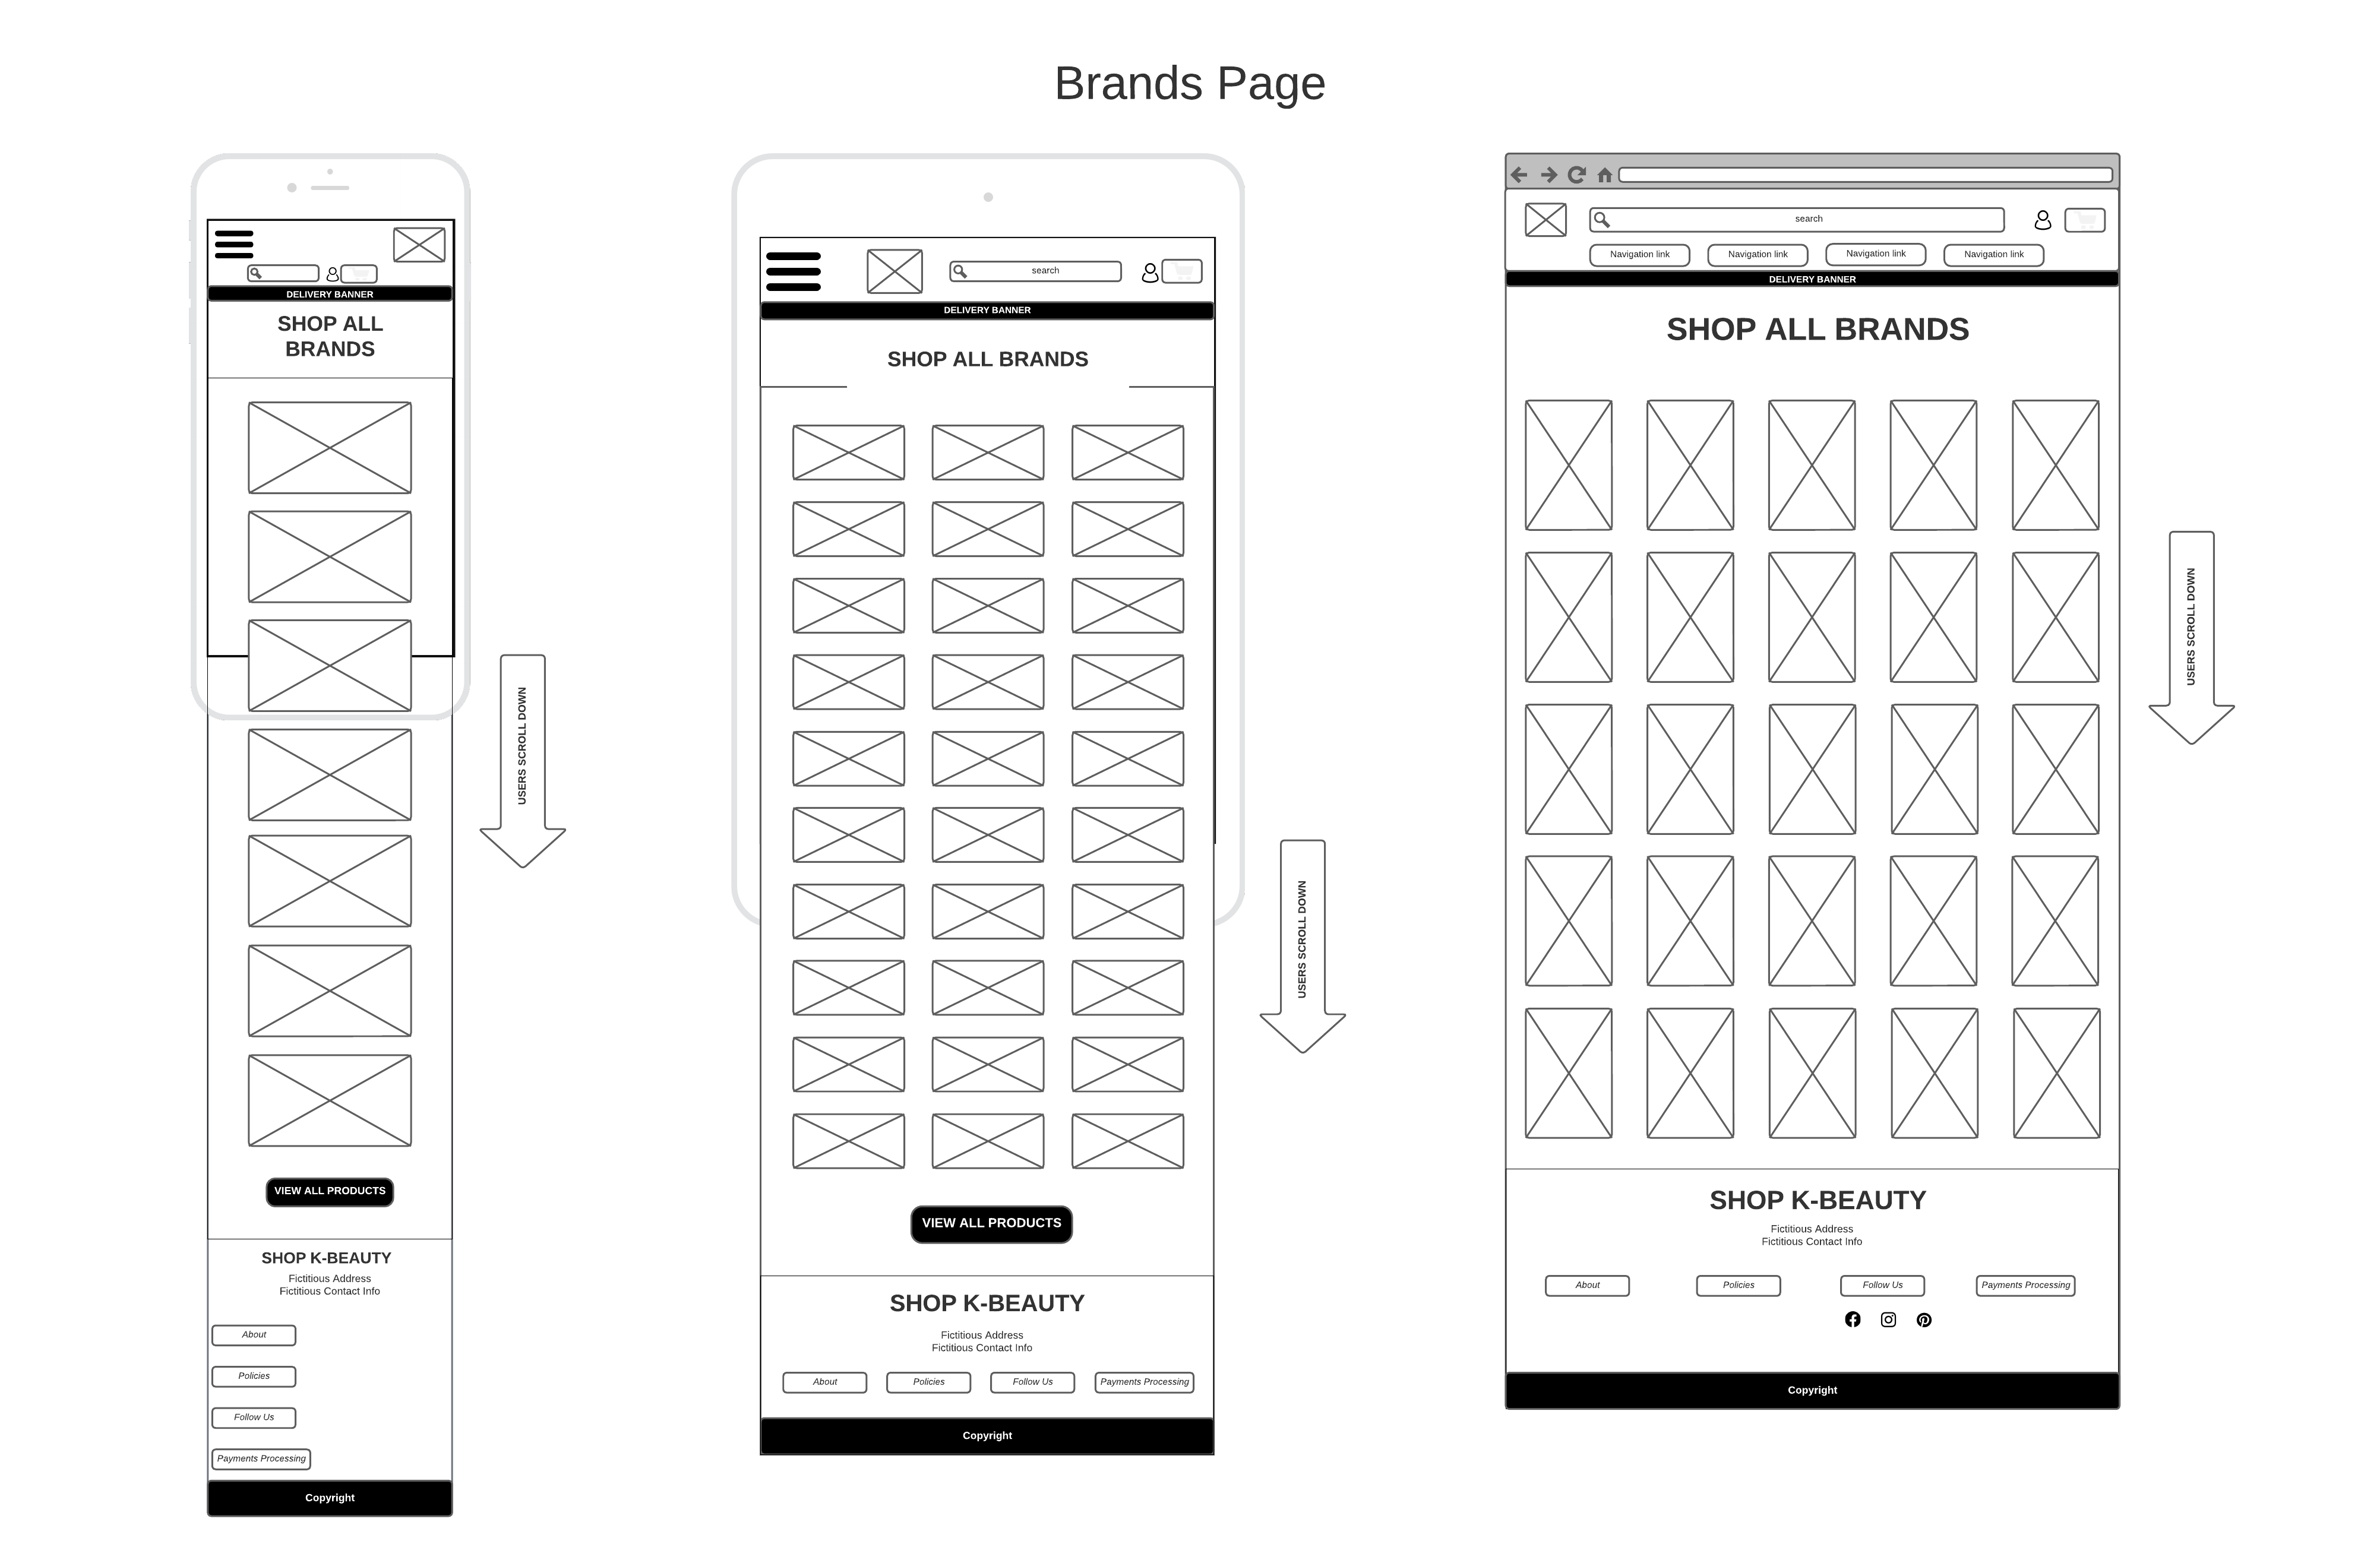 Brands Page
DELIVERY BANNER
SHOP ALL
BRANDS
USERS SCROLL DOWN
VIEW ALL PRODUCTS
SHOP K-BEAUTY
Fictitious Address
Fictitious Contact Info
About
Policies
Follow Us
Payments Processing
Copyright
search
DELIVERY BANNER
SHOP ALL BRANDS
USERS SCROLL DOWN
VIEW ALL PRODUCTS
SHOP K-BEAUTY
Fictitious Address
Fictitious Contact Info
About Policies Follow Us Payments Processing
Copyright
search
Navigation link Navigation link Navigation link Navigation link
DELIVERY BANNER
SHOP ALL BRANDS
USERS SCROLL DOWN
SHOP K-BEAUTY
Fictitious Address
Fictitious Contact Info
About Policies Follow Us Payments Processing
Copyright